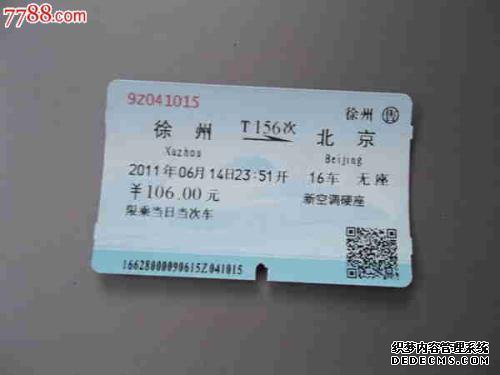 7788.com
9Z041015
徐州 售
徐州 T156次 北京
Xuzhou Beijing
2011年06月14日23:51开 16车 无座
¥106.00元 新空调硬座
限乘当日当次车
16628000090615Z041015
织梦内容管理系统
DEDECMS.COM